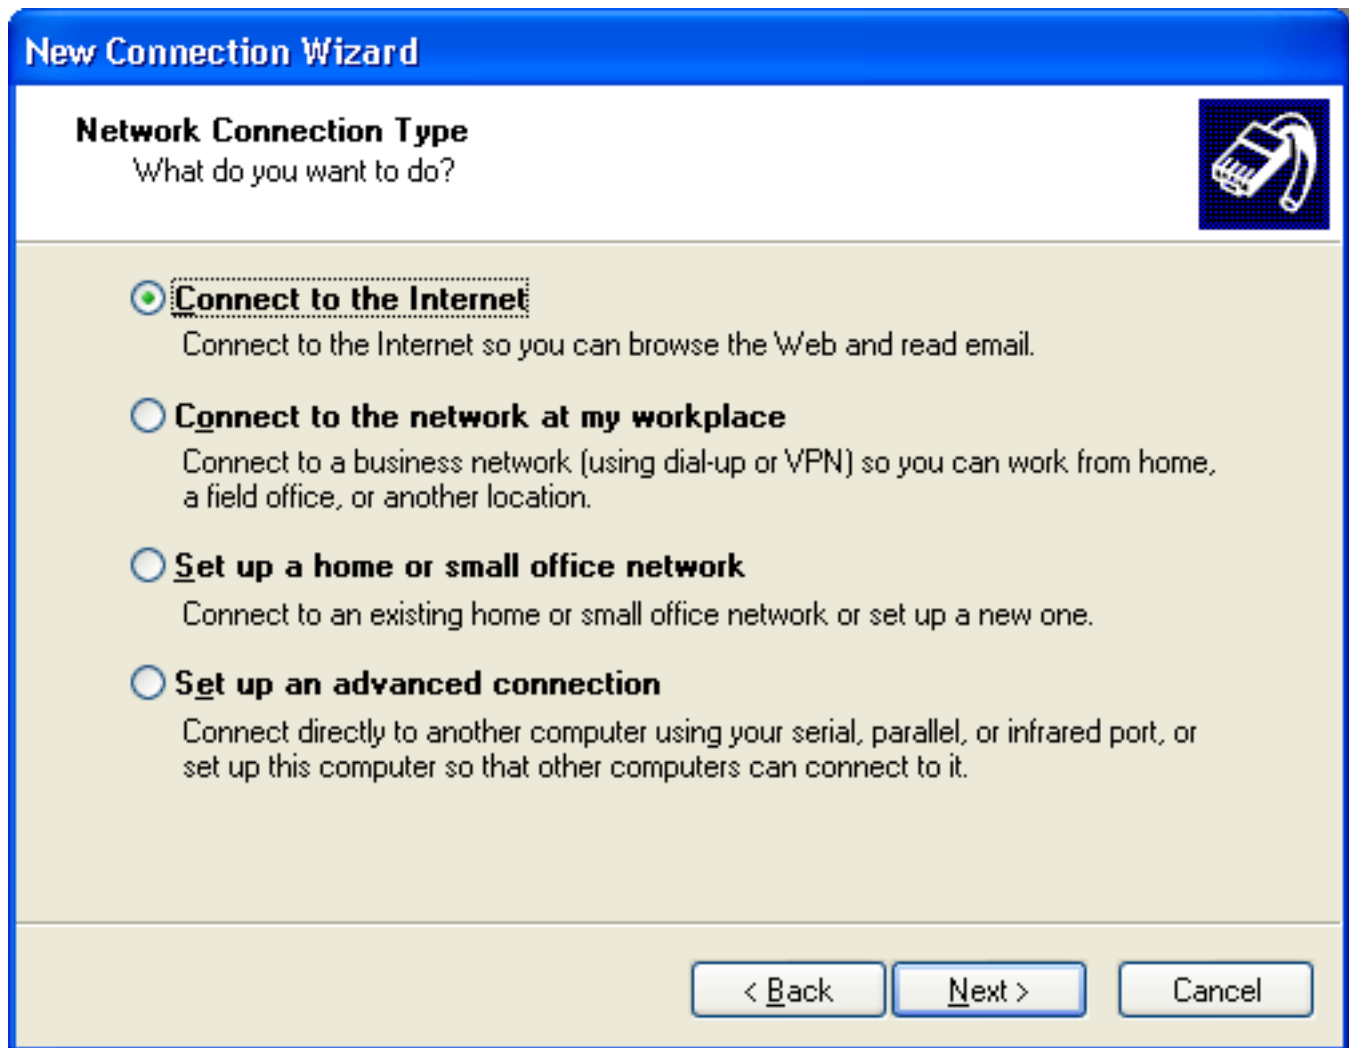 New Connection Wizard
Network Connection Type
What do you want to do?
Connect to the Internet
Connect to the Internet so you can browse the Web and read email.
Connect to the network at my workplace
Connect to a business network (using dial-up or VPN) so you can work from home,
a field office, or another location.
Set up a home or small office network
Connect to an existing home or small office network or set up a new one.
Set up an advanced connection
Connect directly to another computer using your serial, parallel, or infrared port, or
set up this computer so that other computers can connect to it.
< Back Next > Cancel